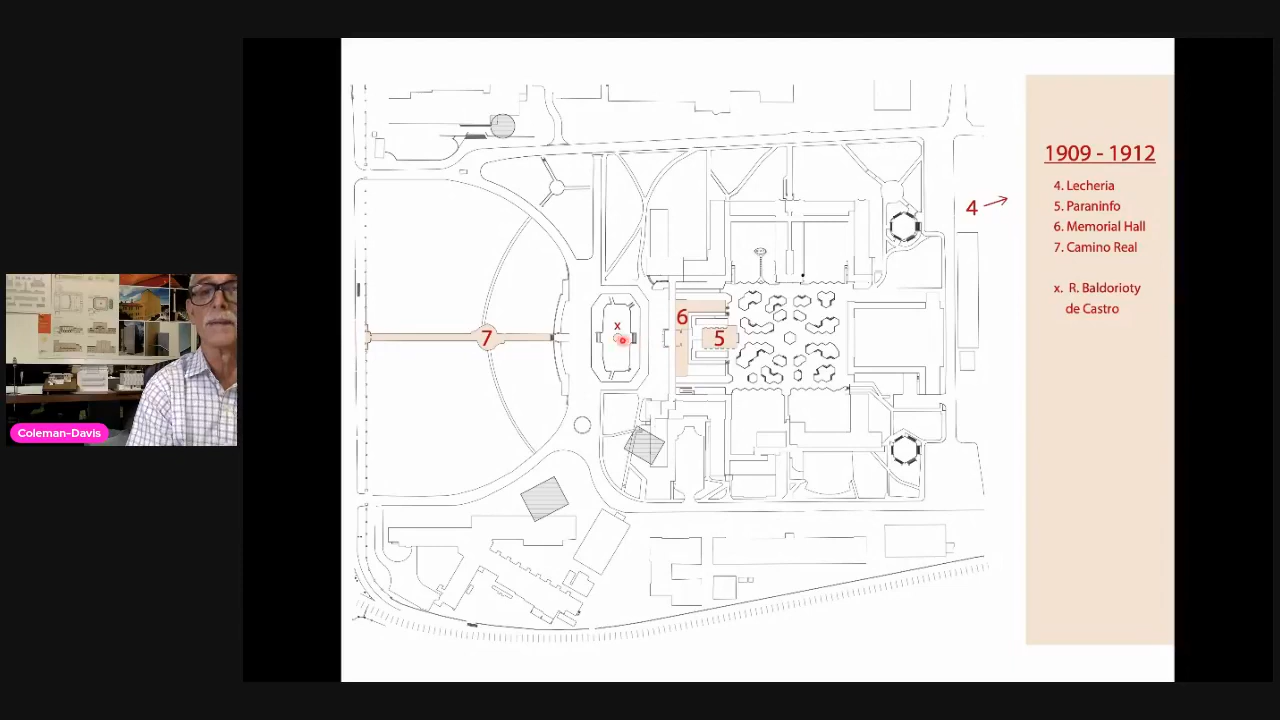 1909 - 1912
4. Lecheria
5. Paraninfo
6. Memorial Hall
7. Camino Real
x. R. Baldorioty
de Castro
4
x
6
5
7
Coleman-Davis